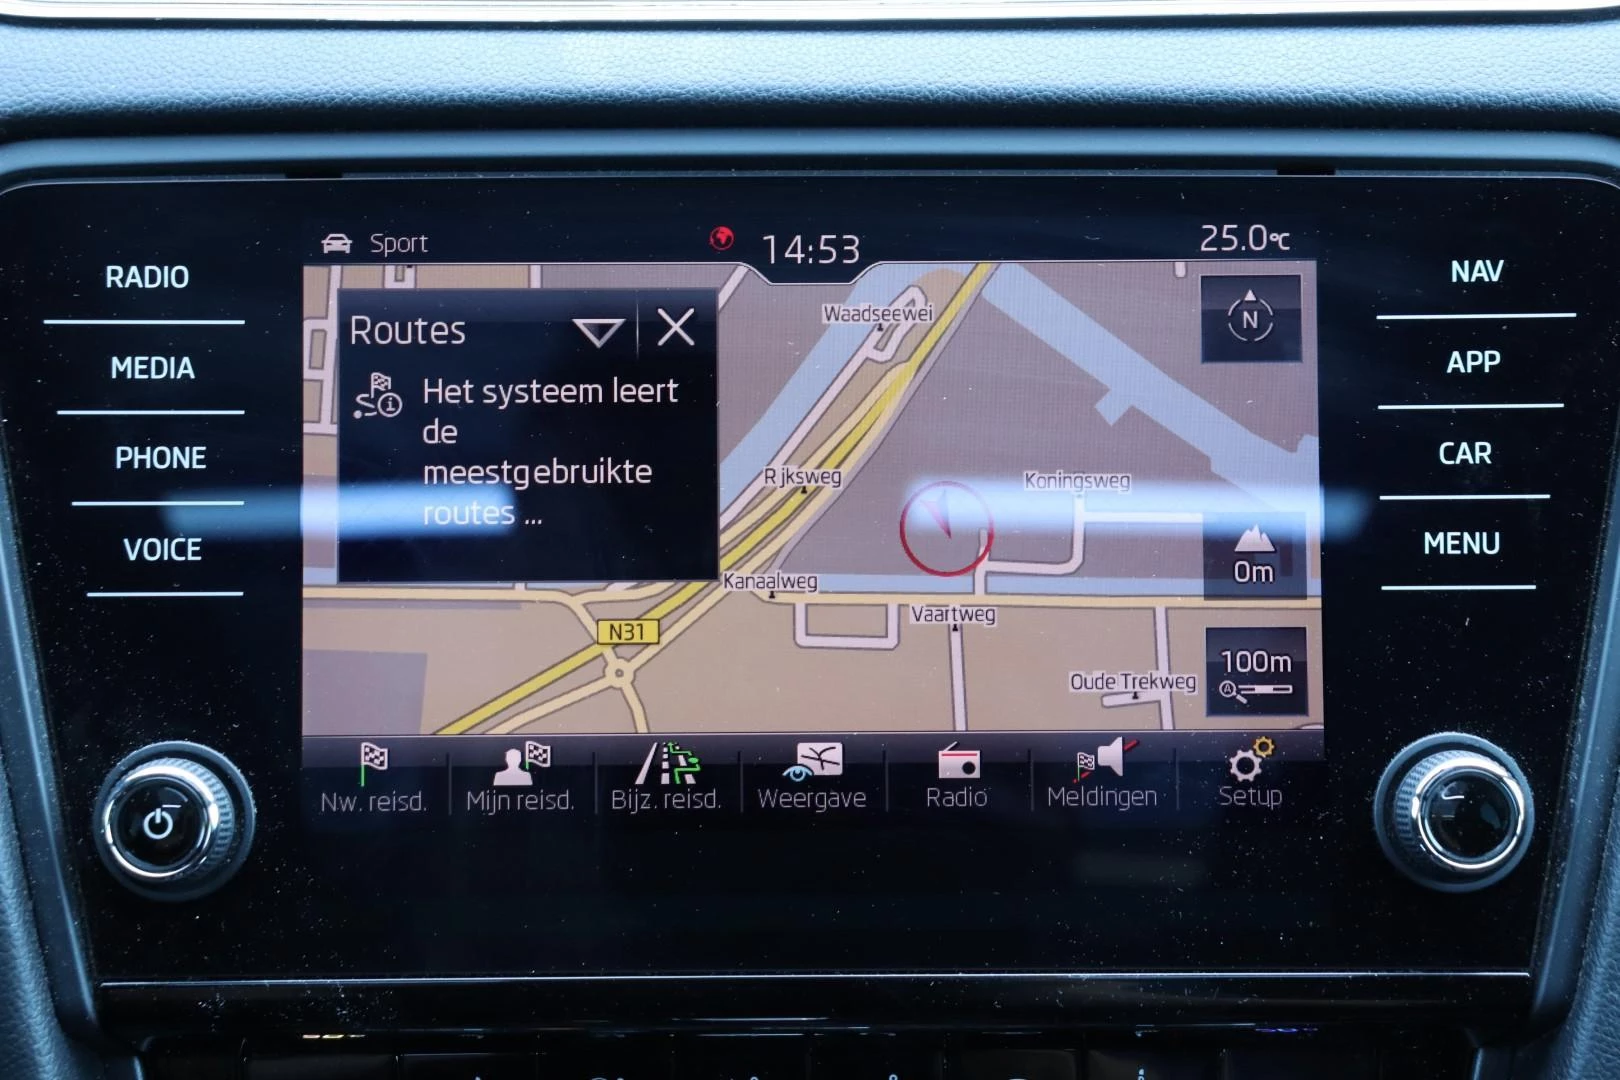 Sport
14:53
25.0°C
RADIO
MEDIA
PHONE
VOICE
NAV
APP
CAR
MENU
Routes
Het systeem leert
de
meestgebruikte
routes ...
Waadseewei
N
Rijksweg
Koningsweg
0m
Kanaalweg
Vaartweg
N31
100m
A
Oude Trekweg
Nw. reisd.
Mijn reisd.
Bijz. reisd.
Weergave
Radio
Meldingen
Setup